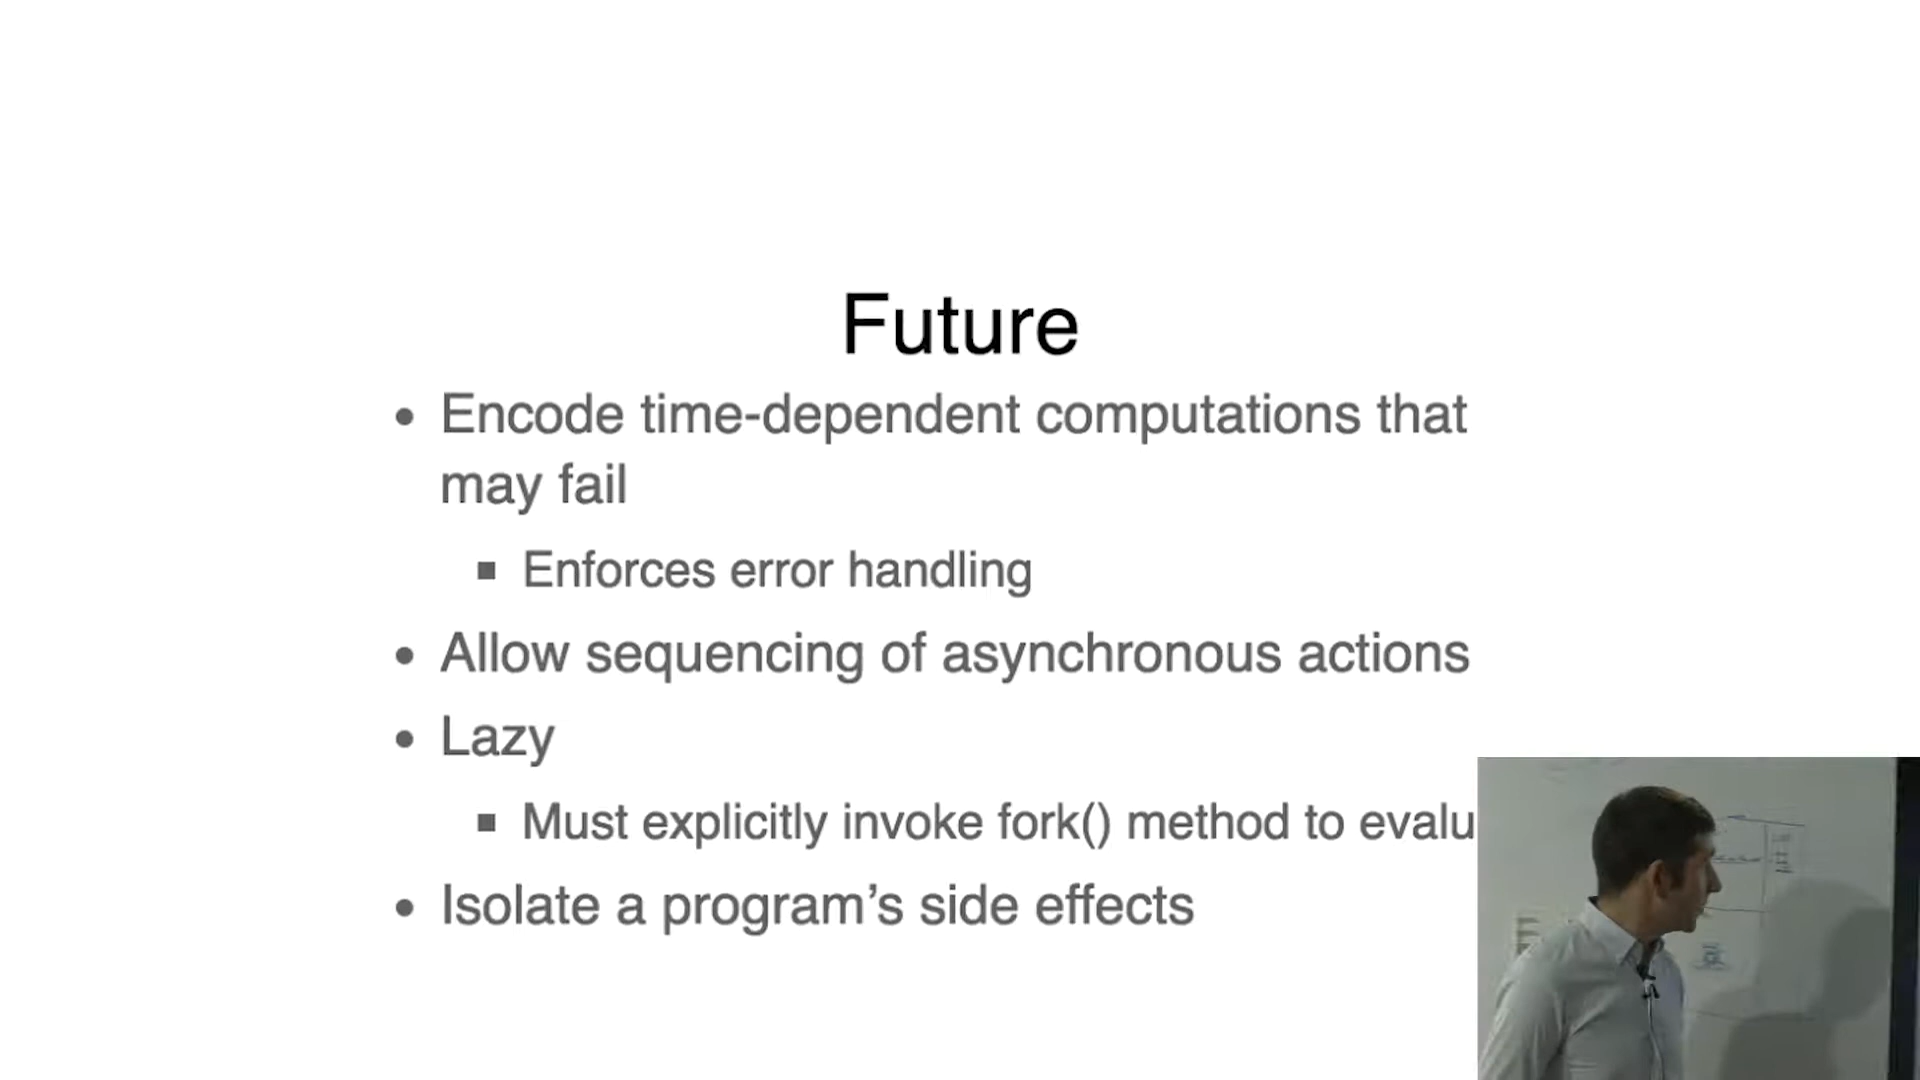 Future
• Encode time-dependent computations that
may fail
▪ Enforces error handling
• Allow sequencing of asynchronous actions
• Lazy
▪ Must explicitly invoke fork() method to evalu
• Isolate a program’s side effects